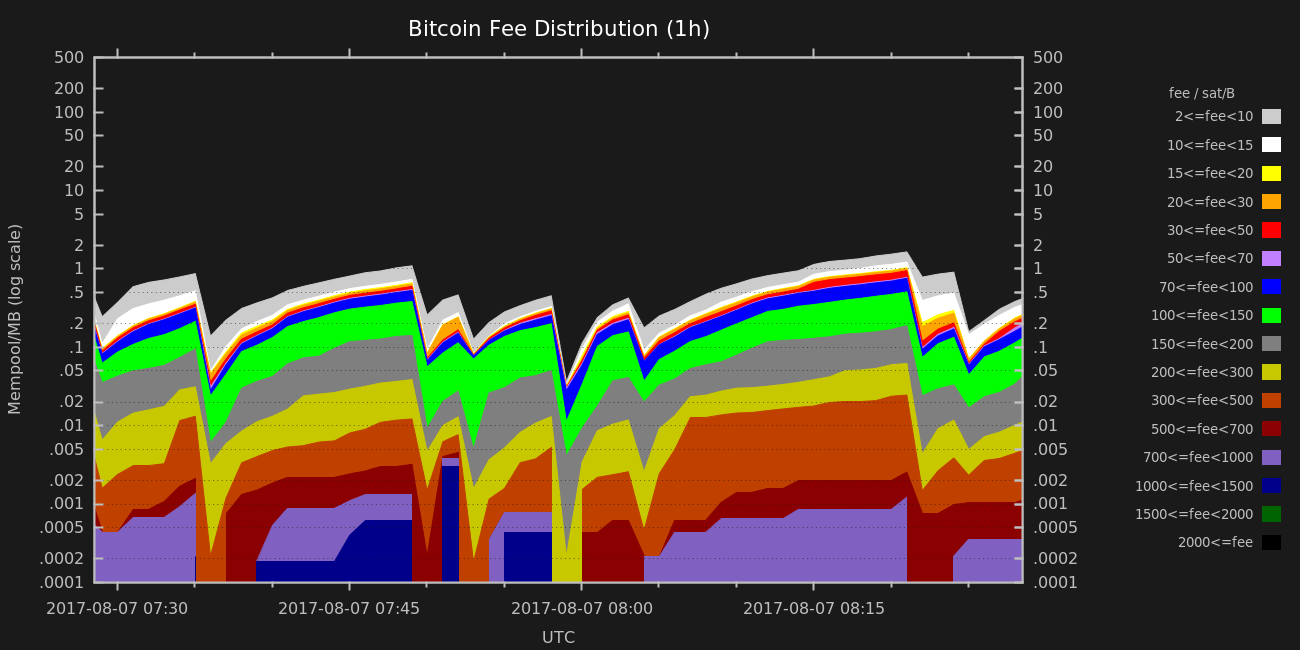 Bitcoin Fee Distribution (1h)
Mempool/MB (log scale)
500
200
100
50
20
10
5
2
1
.5
.2
.1
.05
.02
.01
.005
.002
.001
.0005
.0002
.0001
500
200
100
50
20
10
5
2
1
.5
.2
.1
.05
.02
.01
.005
.002
.001
.0005
.0002
.0001
2017-08-07 07:30 2017-08-07 07:45 2017-08-07 08:00 2017-08-07 08:15
UTC
fee / sat/B
2<=fee<10
10<=fee<15
15<=fee<20
20<=fee<30
30<=fee<50
50<=fee<70
70<=fee<100
100<=fee<150
150<=fee<200
200<=fee<300
300<=fee<500
500<=fee<700
700<=fee<1000
1000<=fee<1500
1500<=fee<2000
2000<=fee